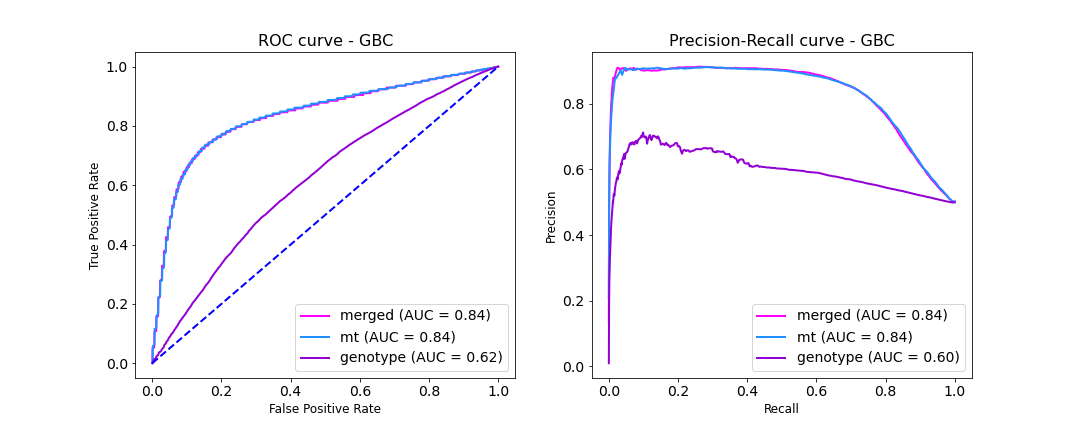 ROC curve - GBC
True Positive Rate
1.0
0.8
0.6
0.4
0.2
0.0
merged (AUC = 0.84)
mt (AUC = 0.84)
genotype (AUC = 0.62)
0.0 0.2 0.4 0.6 0.8 1.0
False Positive Rate
Precision-Recall curve - GBC
Precision
0.8
0.6
0.4
0.2
0.0
merged (AUC = 0.84)
mt (AUC = 0.84)
genotype (AUC = 0.60)
0.0 0.2 0.4 0.6 0.8 1.0
Recall